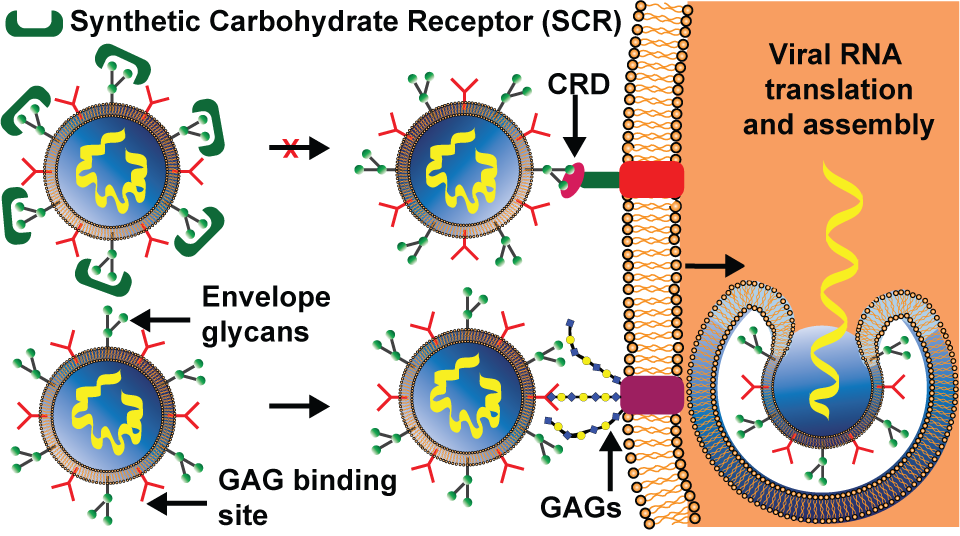 Synthetic Carbohydrate Receptor (SCR)
CRD
Viral RNA
translation
and assembly
X
Envelope
glycans
GAG binding
site
GAGs